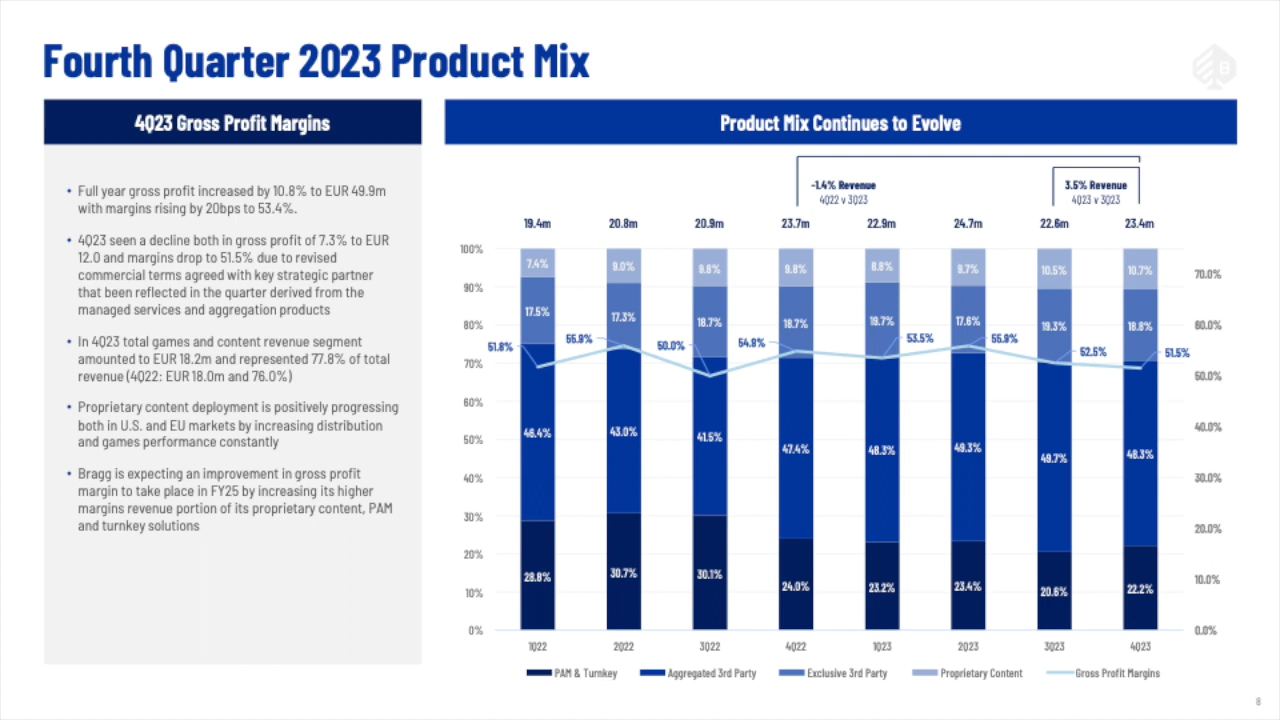 Fourth Quarter 2023 Product Mix
B
4Q23 Gross Profit Margins
• Full year gross profit increased by 10.8% to EUR 49.9m
with margins rising by 20bps to 53.4%.
• 4Q23 seen a decline both in gross profit of 7.3% to EUR
12.0 and margins drop to 51.5% due to revised
commercial terms agreed with key strategic partner
that been reflected in the quarter derived from the
managed services and aggregation products
• In 4Q23 total games and content revenue segment
amounted to EUR 18.2m and represented 77.8% of total
revenue (4Q22: EUR 18.0m and 76.0%)
• Proprietary content deployment is positively progressing
both in U.S. and EU markets by increasing distribution
and games performance constantly
• Bragg is expecting an improvement in gross profit
margin to take place in FY25 by increasing its higher
margins revenue portion of its proprietary content, PAM
and turnkey solutions
Product Mix Continues to Evolve
-1.4% Revenue
4Q22 v 3Q23
3.5% Revenue
4Q23 v 3Q23
19.4m 20.8m 20.9m 23.7m 22.9m 24.7m 22.6m 23.4m
100%
90%
80%
70%
60%
50%
40%
30%
20%
10%
0%
7.4% 9.0% 9.8% 9.8% 8.8% 9.7% 10.5% 10.7%
17.5% 17.3% 18.7% 18.7% 19.7% 17.6% 19.3% 18.8%
51.8% 55.9% 50.0% 54.8% 53.5% 55.9% 52.5% 51.5%
46.4% 43.0% 41.5% 47.4% 48.3% 49.3% 49.7% 48.3%
28.8% 30.7% 30.1% 24.0% 23.2% 23.4% 20.6% 22.2%
70.0%
60.0%
50.0%
40.0%
30.0%
20.0%
10.0%
0.0%
1Q22 2Q22 3Q22 4Q22 1Q23 2Q23 3Q23 4Q23
PAM & Turnkey Aggregated 3rd Party Exclusive 3rd Party Proprietary Content Gross Profit Margins
8